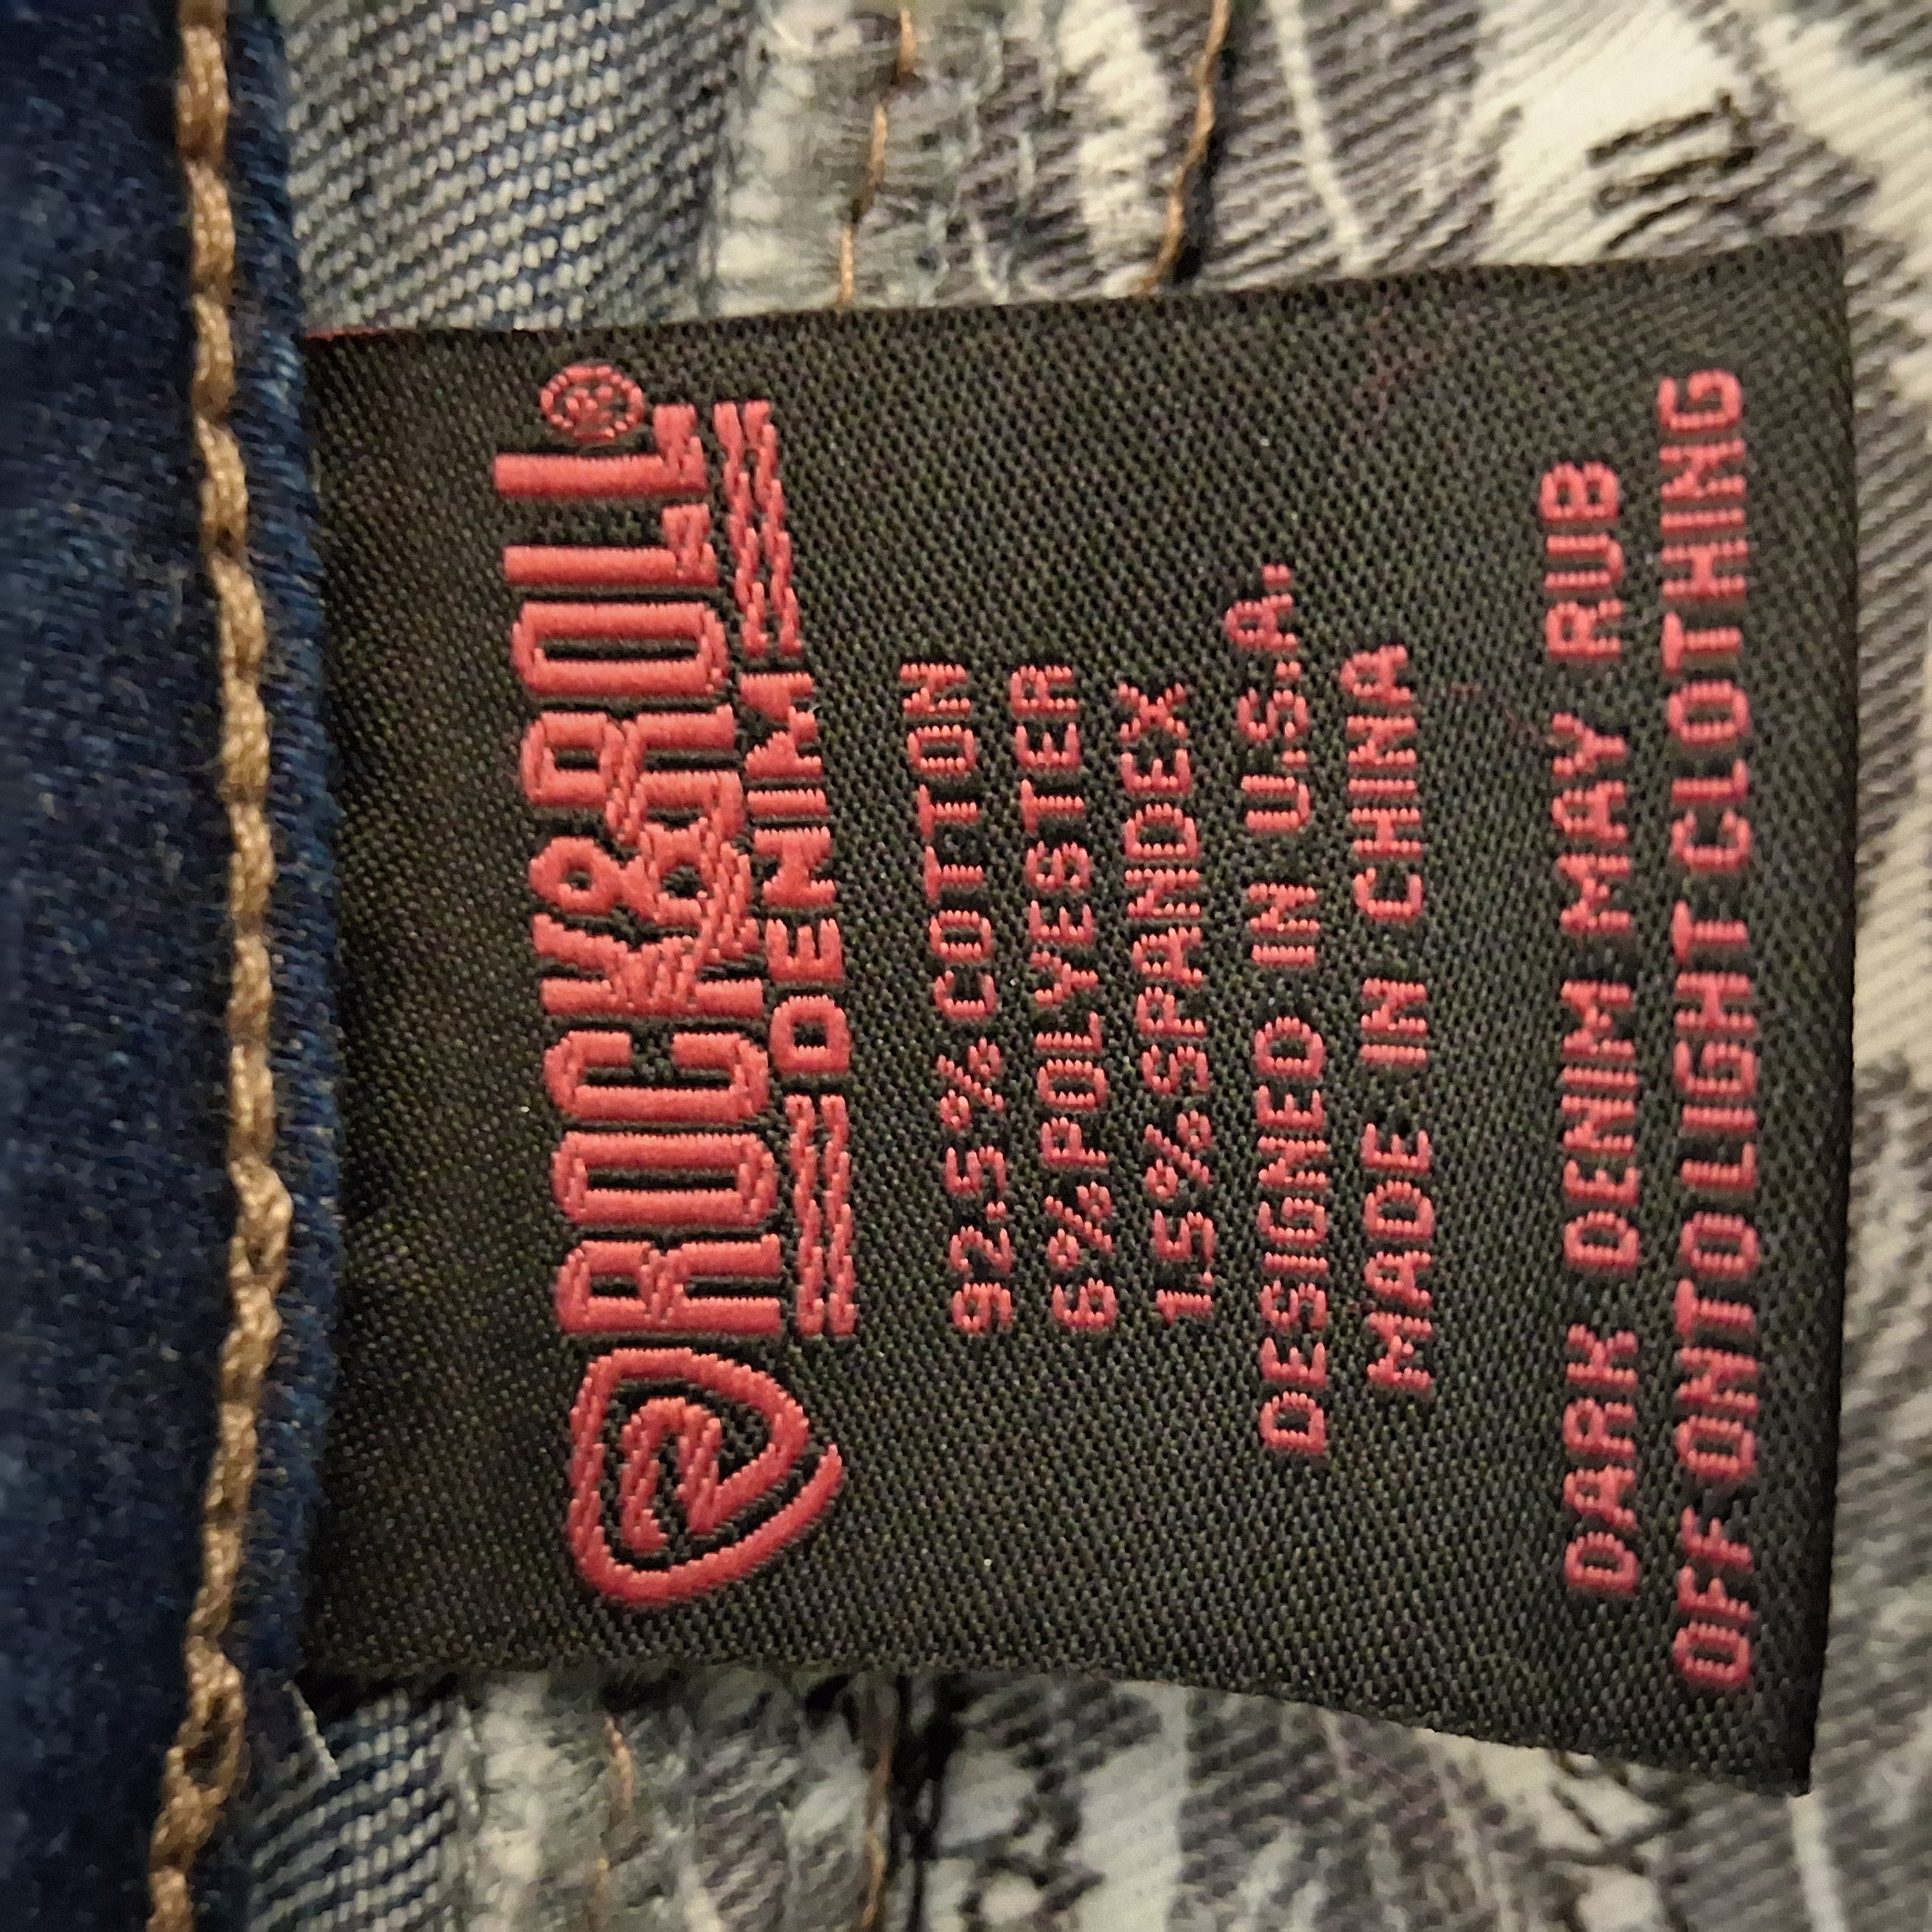 ROCK&ROLL®
DENIM
92.5% COTTON
6% POLYESTER
1.5% SPANDEX
DESIGNED IN U.S.A.
MADE IN CHINA
DARK DENIM MAY RUB
OFF ONTO LIGHT CLOTHING